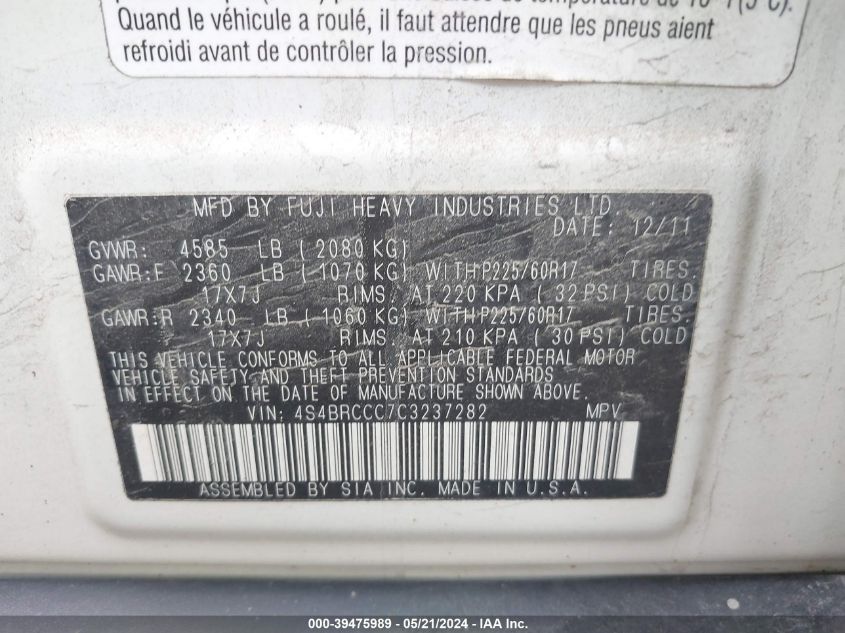 température de
Quand le véhicule a roulé, il faut attendre que les pneus aient
refroidi avant de contrôler la pression.
MFD BY FUJI HEAVY INDUSTRIES LTD.
DATE: 12/11
GVWR: 4585 LB ( 2080 KG)
GAWR:F 2360 LB ( 1070 KG) WITH P225/60R17 TIRES.
17X7J RIMS. AT 220 KPA ( 32 PSI) COLD
GAWR:R 2340 LB ( 1060 KG) WITH P225/60R17 TIRES.
17X7J RIMS. AT 210 KPA ( 30 PSI) COLD
THIS VEHICLE CONFORMS TO ALL APPLICABLE FEDERAL MOTOR
VEHICLE SAFETY AND THEFT PREVENTION STANDARDS
IN EFFECT ON THE DATE OF MANUFACTURE SHOWN ABOVE.
VIN: 4S4BRCCC7C3237282 MPV
ASSEMBLED BY SIA INC. MADE IN U.S.A.
000-39475989 - 05/21/2024 - IAA Inc.